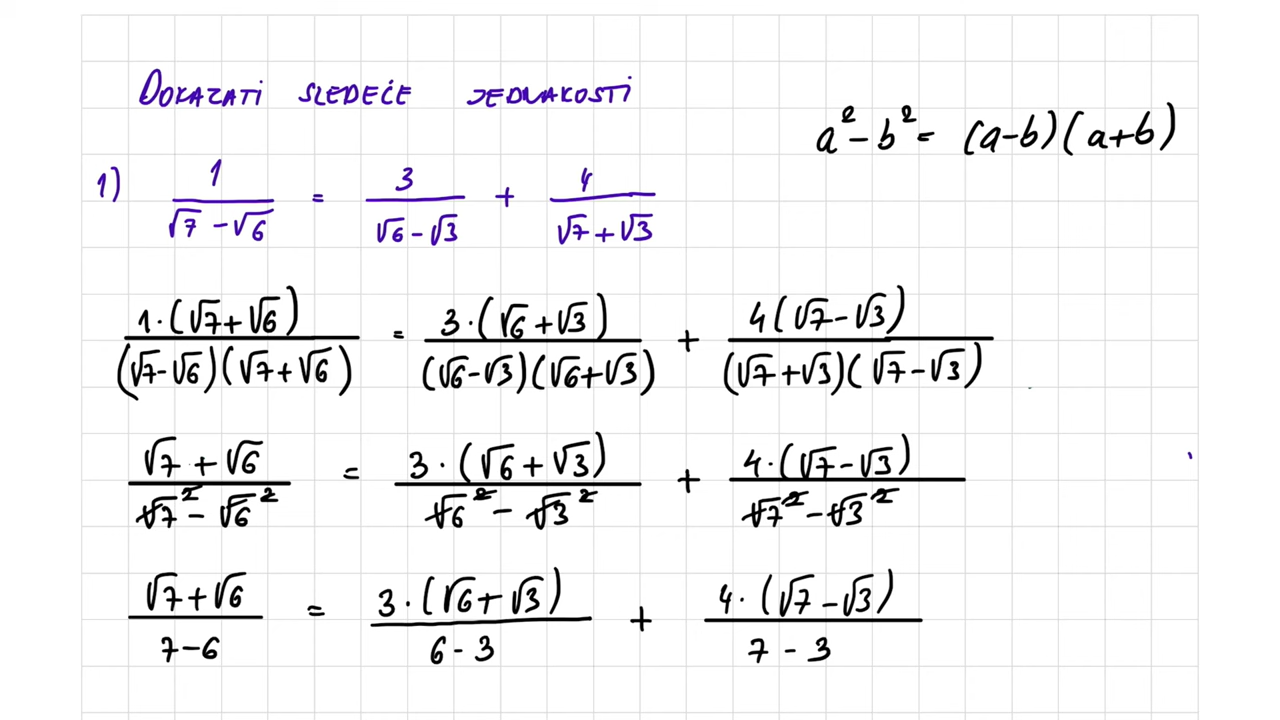 DOKAZATI SLEDEĆE JEDNAKOSTI
a² - b² = (a-b)(a+b)
1) 1/(√7 - √6) = 3/(√6 - √3) + 4/(√7 + √3)
1·(√7+√6)/((√7-√6)(√7+√6)) = 3·(√6+√3)/((√6-√3)(√6+√3)) + 4(√7-√3)/((√7+√3)(√7-√3))
(√7+√6)/(√7² - √6²) = 3·(√6+√3)/(√6² - √3²) + 4·(√7-√3)/(√7² - √3²)
(√7+√6)/(7-6) = 3·(√6+√3)/(6-3) + 4·(√7-√3)/(7-3)